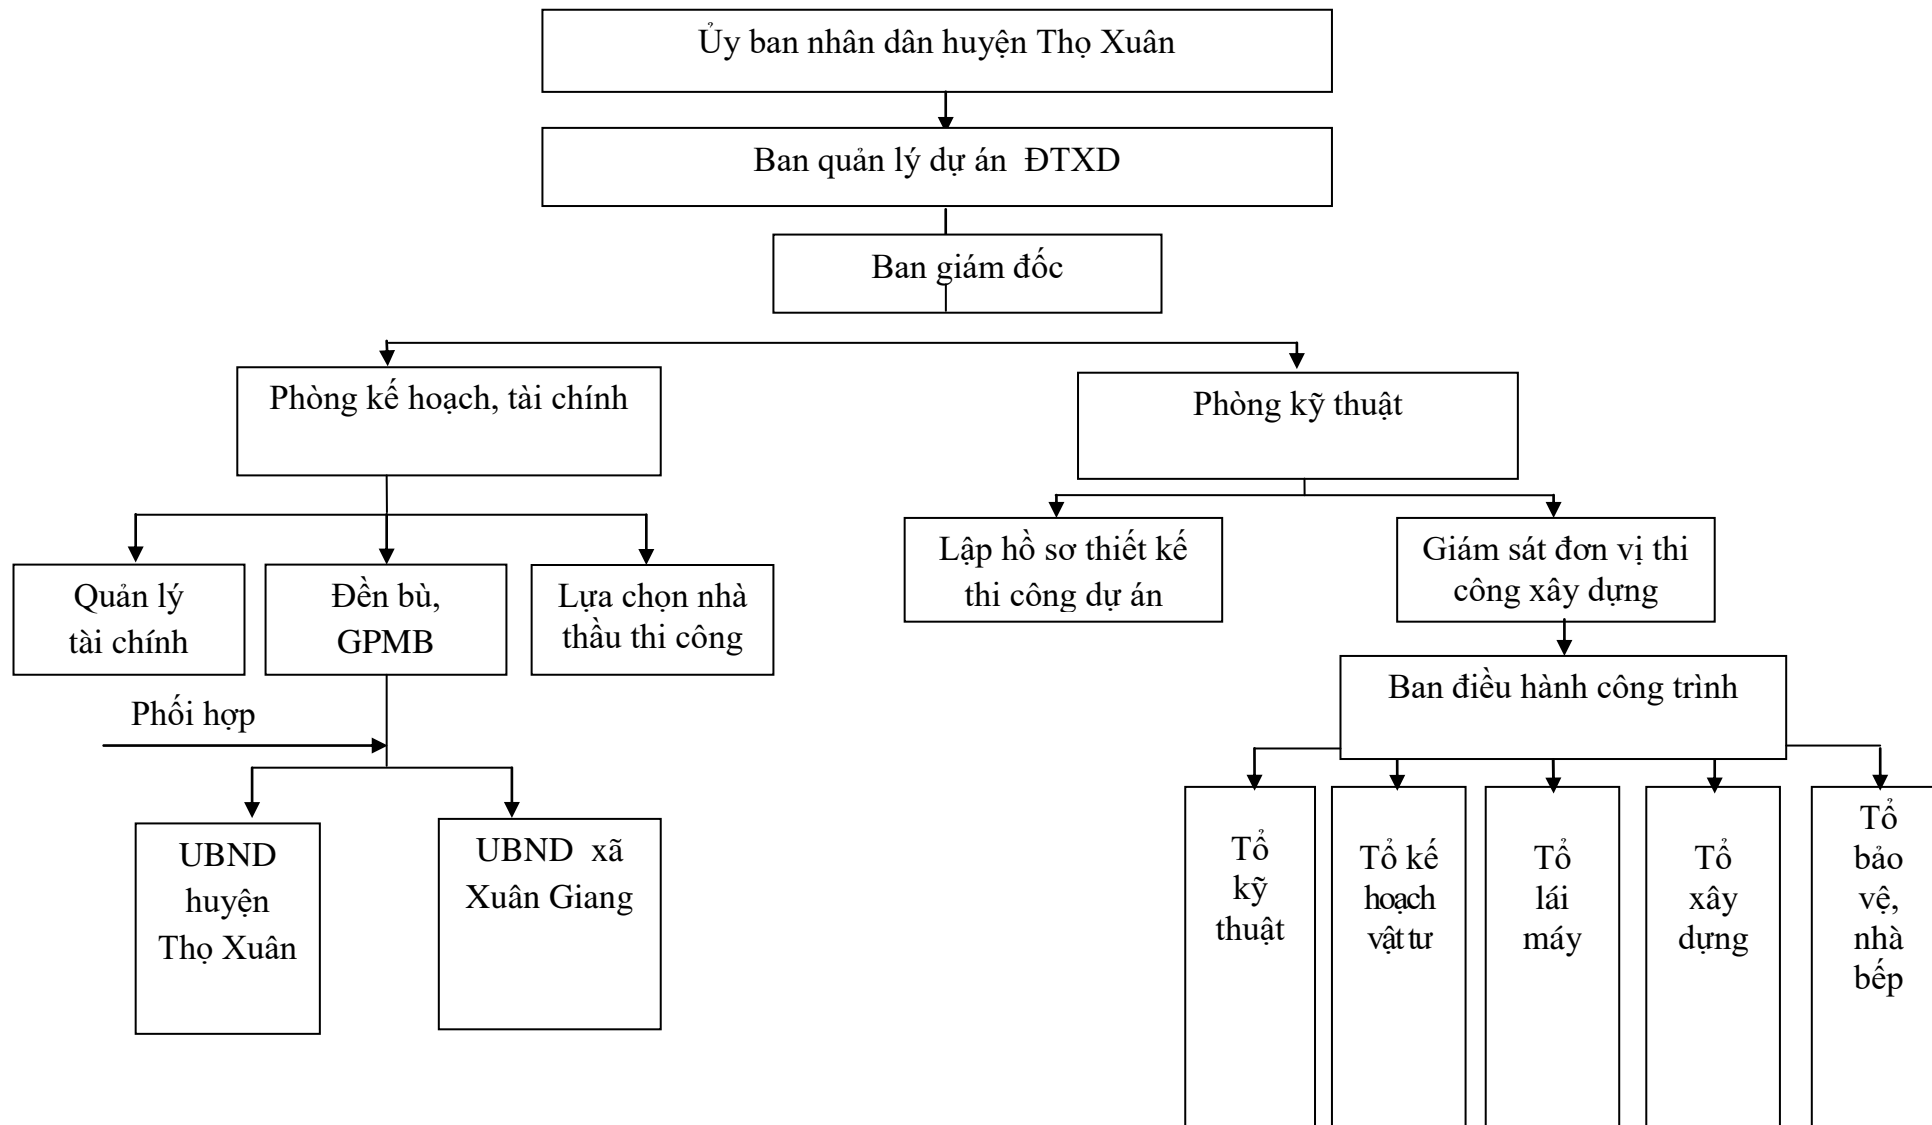 Ủy ban nhân dân huyện Thọ Xuân
Ban quản lý dự án ĐTXD
Ban giám đốc
Phòng kế hoạch, tài chính
Phòng kỹ thuật
Quản lý
tài chính
Đền bù,
GPMB
Lựa chọn nhà
thầu thi công
Lập hồ sơ thiết kế
thi công dự án
Giám sát đơn vị thi
công xây dựng
Phối hợp
Ban điều hành công trình
UBND
huyện
Thọ Xuân
UBND xã
Xuân Giang
Tổ
kỹ
thuật
Tổ kế
hoạch
vật tư
Tổ
lái
máy
Tổ
xây
dựng
Tổ
bảo
vệ,
nhà
bếp